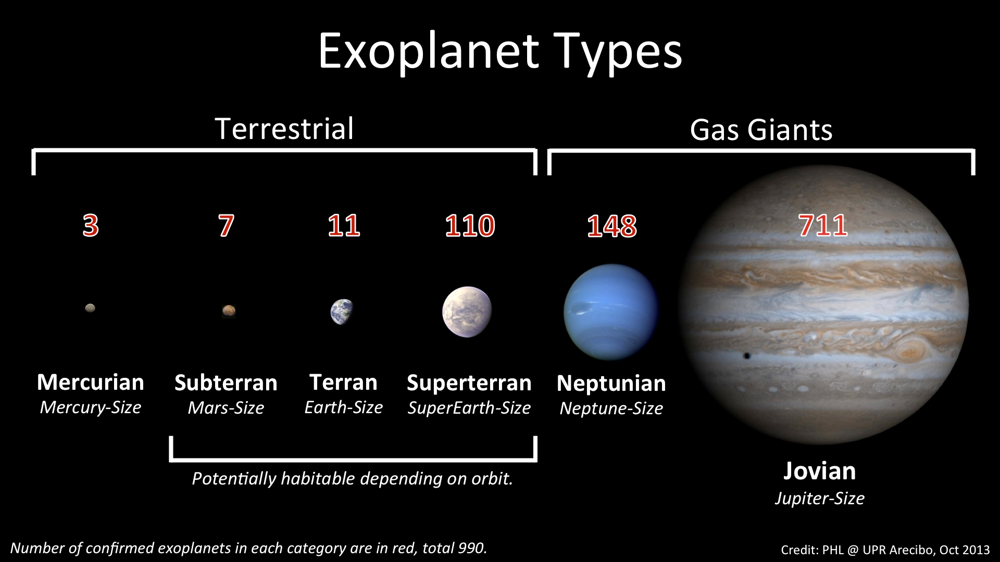 Exoplanet Types
Terrestrial
Gas Giants
3
7
11
110
148
711
Mercurian
Mercury-Size
Subterran
Mars-Size
Terran
Earth-Size
Superterran
SuperEarth-Size
Neptunian
Neptune-Size
Jovian
Jupiter-Size
Potentially habitable depending on orbit.
Number of confirmed exoplanets in each category are in red, total 990.
Credit: PHL @ UPR Arecibo, Oct 2013